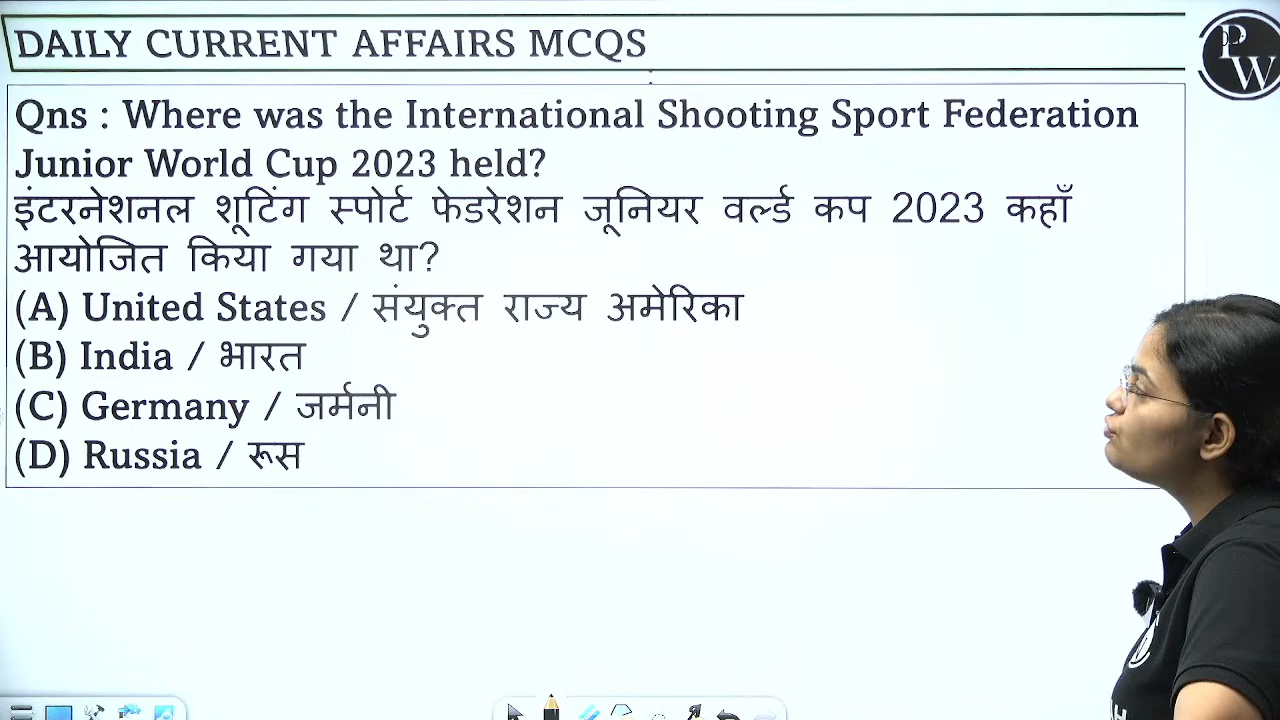 DAILY CURRENT AFFAIRS MCQS
PW
Qns : Where was the International Shooting Sport Federation
Junior World Cup 2023 held?
इंटरनेशनल शूटिंग स्पोर्ट फेडरेशन जूनियर वर्ल्ड कप 2023 कहाँ
आयोजित किया गया था?
(A) United States / संयुक्त राज्य अमेरिका
(B) India / भारत
(C) Germany / जर्मनी
(D) Russia / रूस